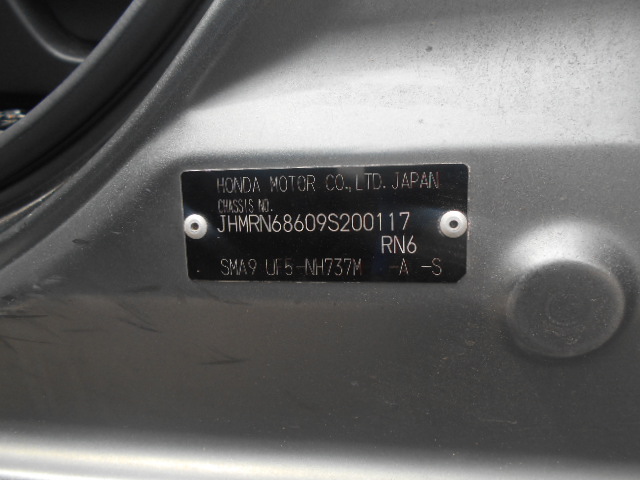 HONDA MOTOR CO.,LTD.JAPAN
CHASSIS NO.
JHMRN68609S200117
RN6
SMA9 UF5-NH737M -A -S